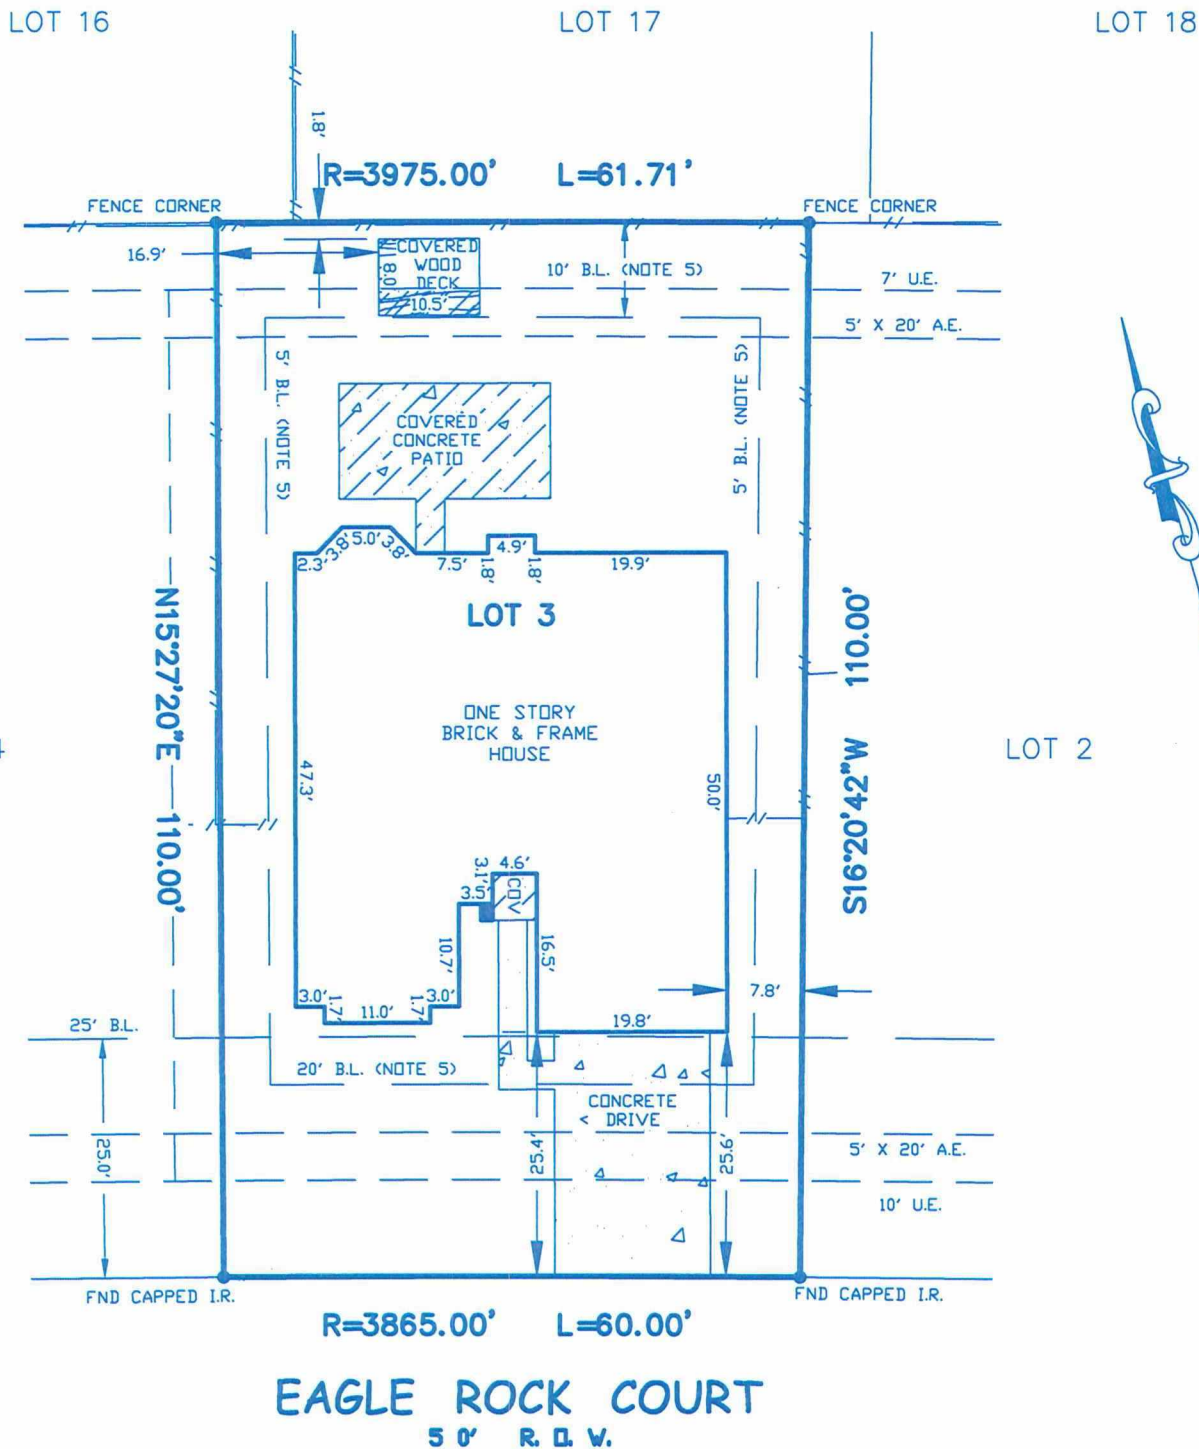 LOT 16
LOT 17
LOT 18
1.8'
R=3975.00' L=61.71'
FENCE CORNER
FENCE CORNER
16.9'
COVERED
WOOD
DECK
8.0'
10.5'
10' B.L. (NOTE 5)
7' U.E.
5' X 20' A.E.
5' B.L. (NOTE 5)
5' B.L. (NOTE 5)
COVERED
CONCRETE
PATIO
2.3'
3.8'
5.0'
3.8'
7.5'
1.8'
4.9'
1.8'
19.9'
LOT 3
N15°27'20"E 110.00'
S16°20'42"W 110.00'
ONE STORY
BRICK & FRAME
HOUSE
LOT 2
47.3'
50.0'
4.6'
3.1'
COV
3.5'
10.7'
16.5'
3.0'
1.7'
11.0'
1.7'
3.0'
7.8'
19.8'
25' B.L.
20' B.L. (NOTE 5)
CONCRETE
DRIVE
25.0'
25.4'
25.6'
5' X 20' A.E.
10' U.E.
FND CAPPED I.R.
FND CAPPED I.R.
R=3865.00' L=60.00'
EAGLE ROCK COURT
50' R.O.W.